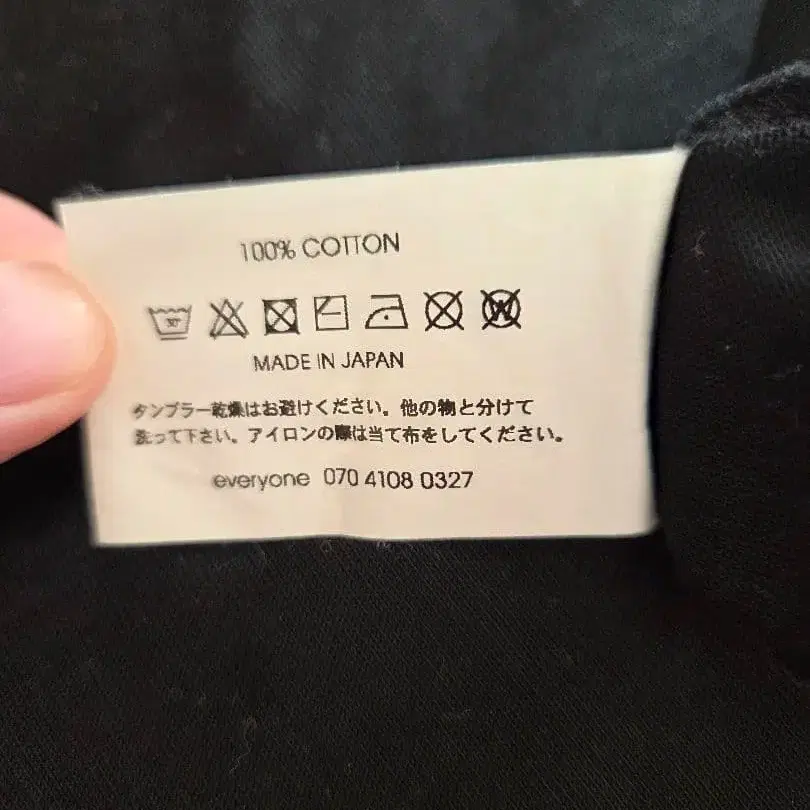 100% COTTON
30°
W
MADE IN JAPAN
タンブラー乾燥はお避けください。他の物と分けて
洗って下さい。アイロンの際は当て布をしてください。
everyone 070 4108 0327